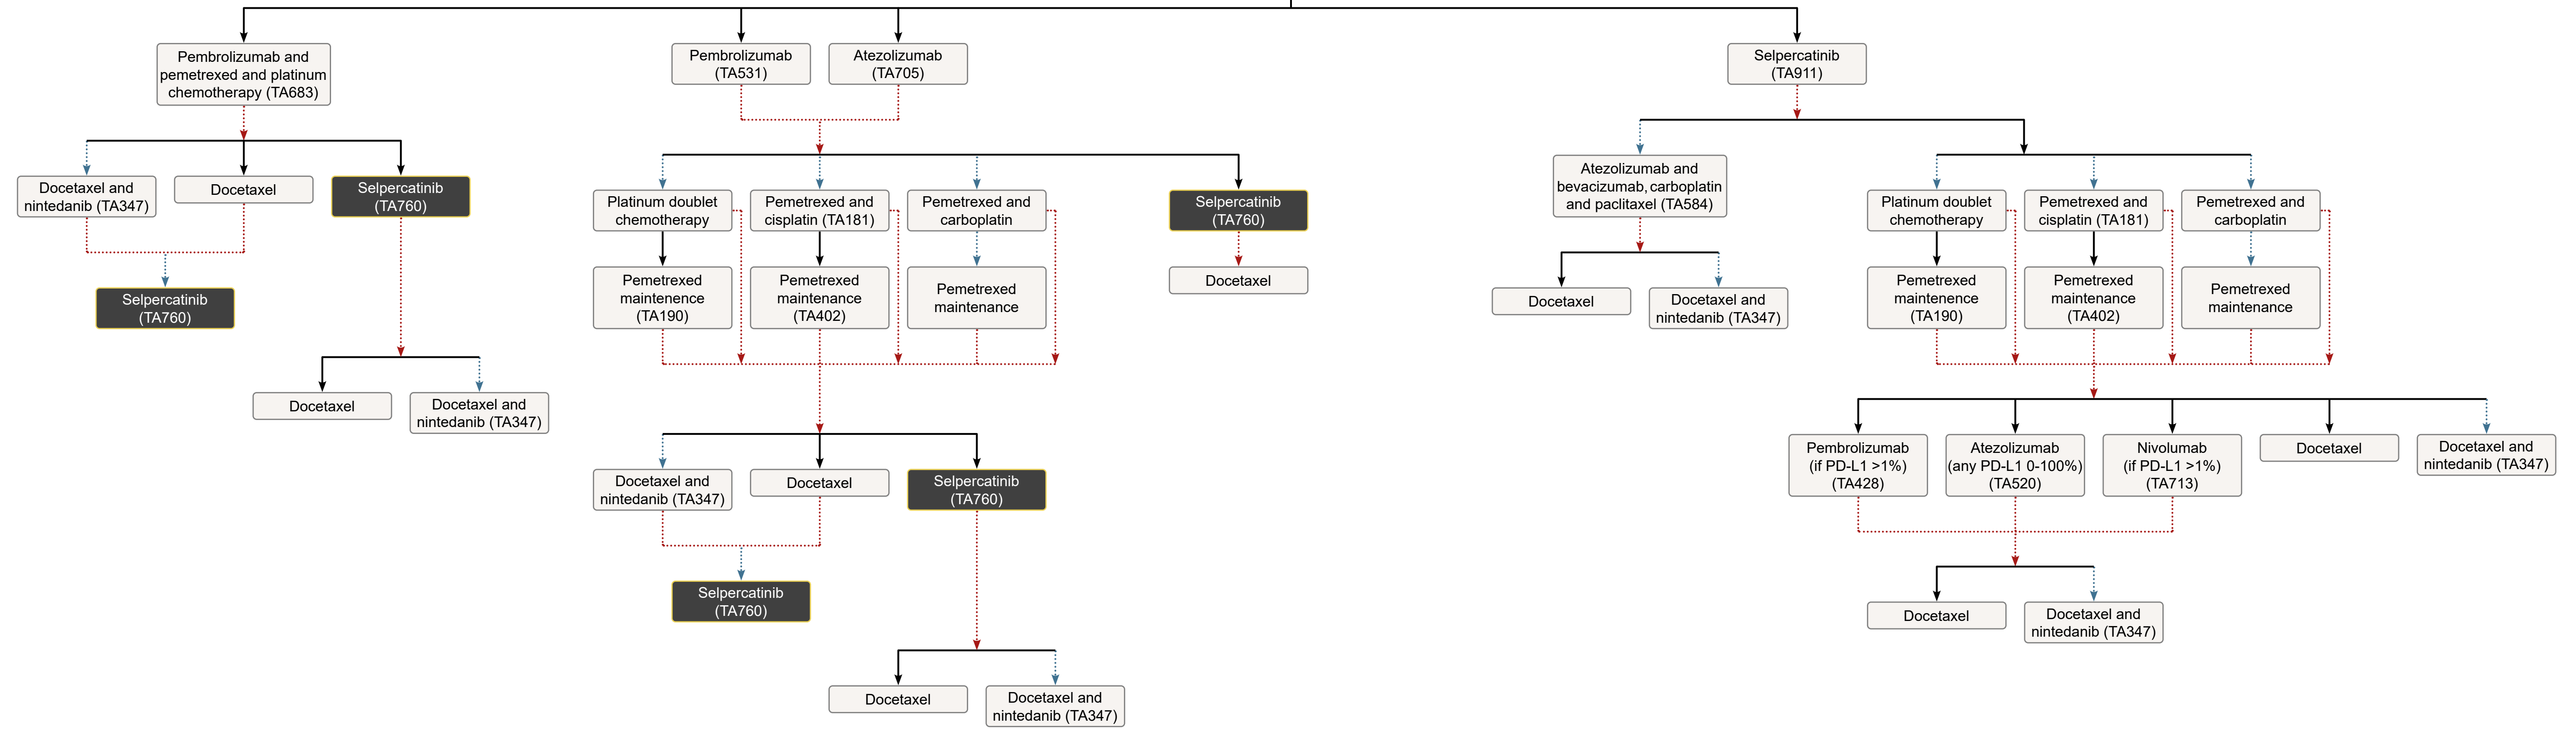 Pembrolizumab and
pemetrexed and platinum
chemotherapy (TA683)
Pembrolizumab
(TA531)
Atezolizumab
(TA705)
Selpercatinib
(TA911)
Docetaxel and
nintedanib (TA347)
Docetaxel
Selpercatinib
(TA760)
Selpercatinib
(TA760)
Docetaxel
Docetaxel and
nintedanib (TA347)
Platinum doublet
chemotherapy
Pemetrexed and
cisplatin (TA181)
Pemetrexed and
carboplatin
Selpercatinib
(TA760)
Pemetrexed
maintenence
(TA190)
Pemetrexed
maintenance
(TA402)
Pemetrexed
maintenance
Docetaxel
Docetaxel and
nintedanib (TA347)
Docetaxel
Selpercatinib
(TA760)
Selpercatinib
(TA760)
Docetaxel
Docetaxel and
nintedanib (TA347)
Atezolizumab and
bevacizumab, carboplatin
and paclitaxel (TA584)
Docetaxel
Docetaxel and
nintedanib (TA347)
Platinum doublet
chemotherapy
Pemetrexed and
cisplatin (TA181)
Pemetrexed and
carboplatin
Pemetrexed
maintenence
(TA190)
Pemetrexed
maintenance
(TA402)
Pemetrexed
maintenance
Pembrolizumab
(if PD-L1 >1%)
(TA428)
Atezolizumab
(any PD-L1 0-100%)
(TA520)
Nivolumab
(if PD-L1 >1%)
(TA713)
Docetaxel
Docetaxel and
nintedanib (TA347)
Docetaxel
Docetaxel and
nintedanib (TA347)